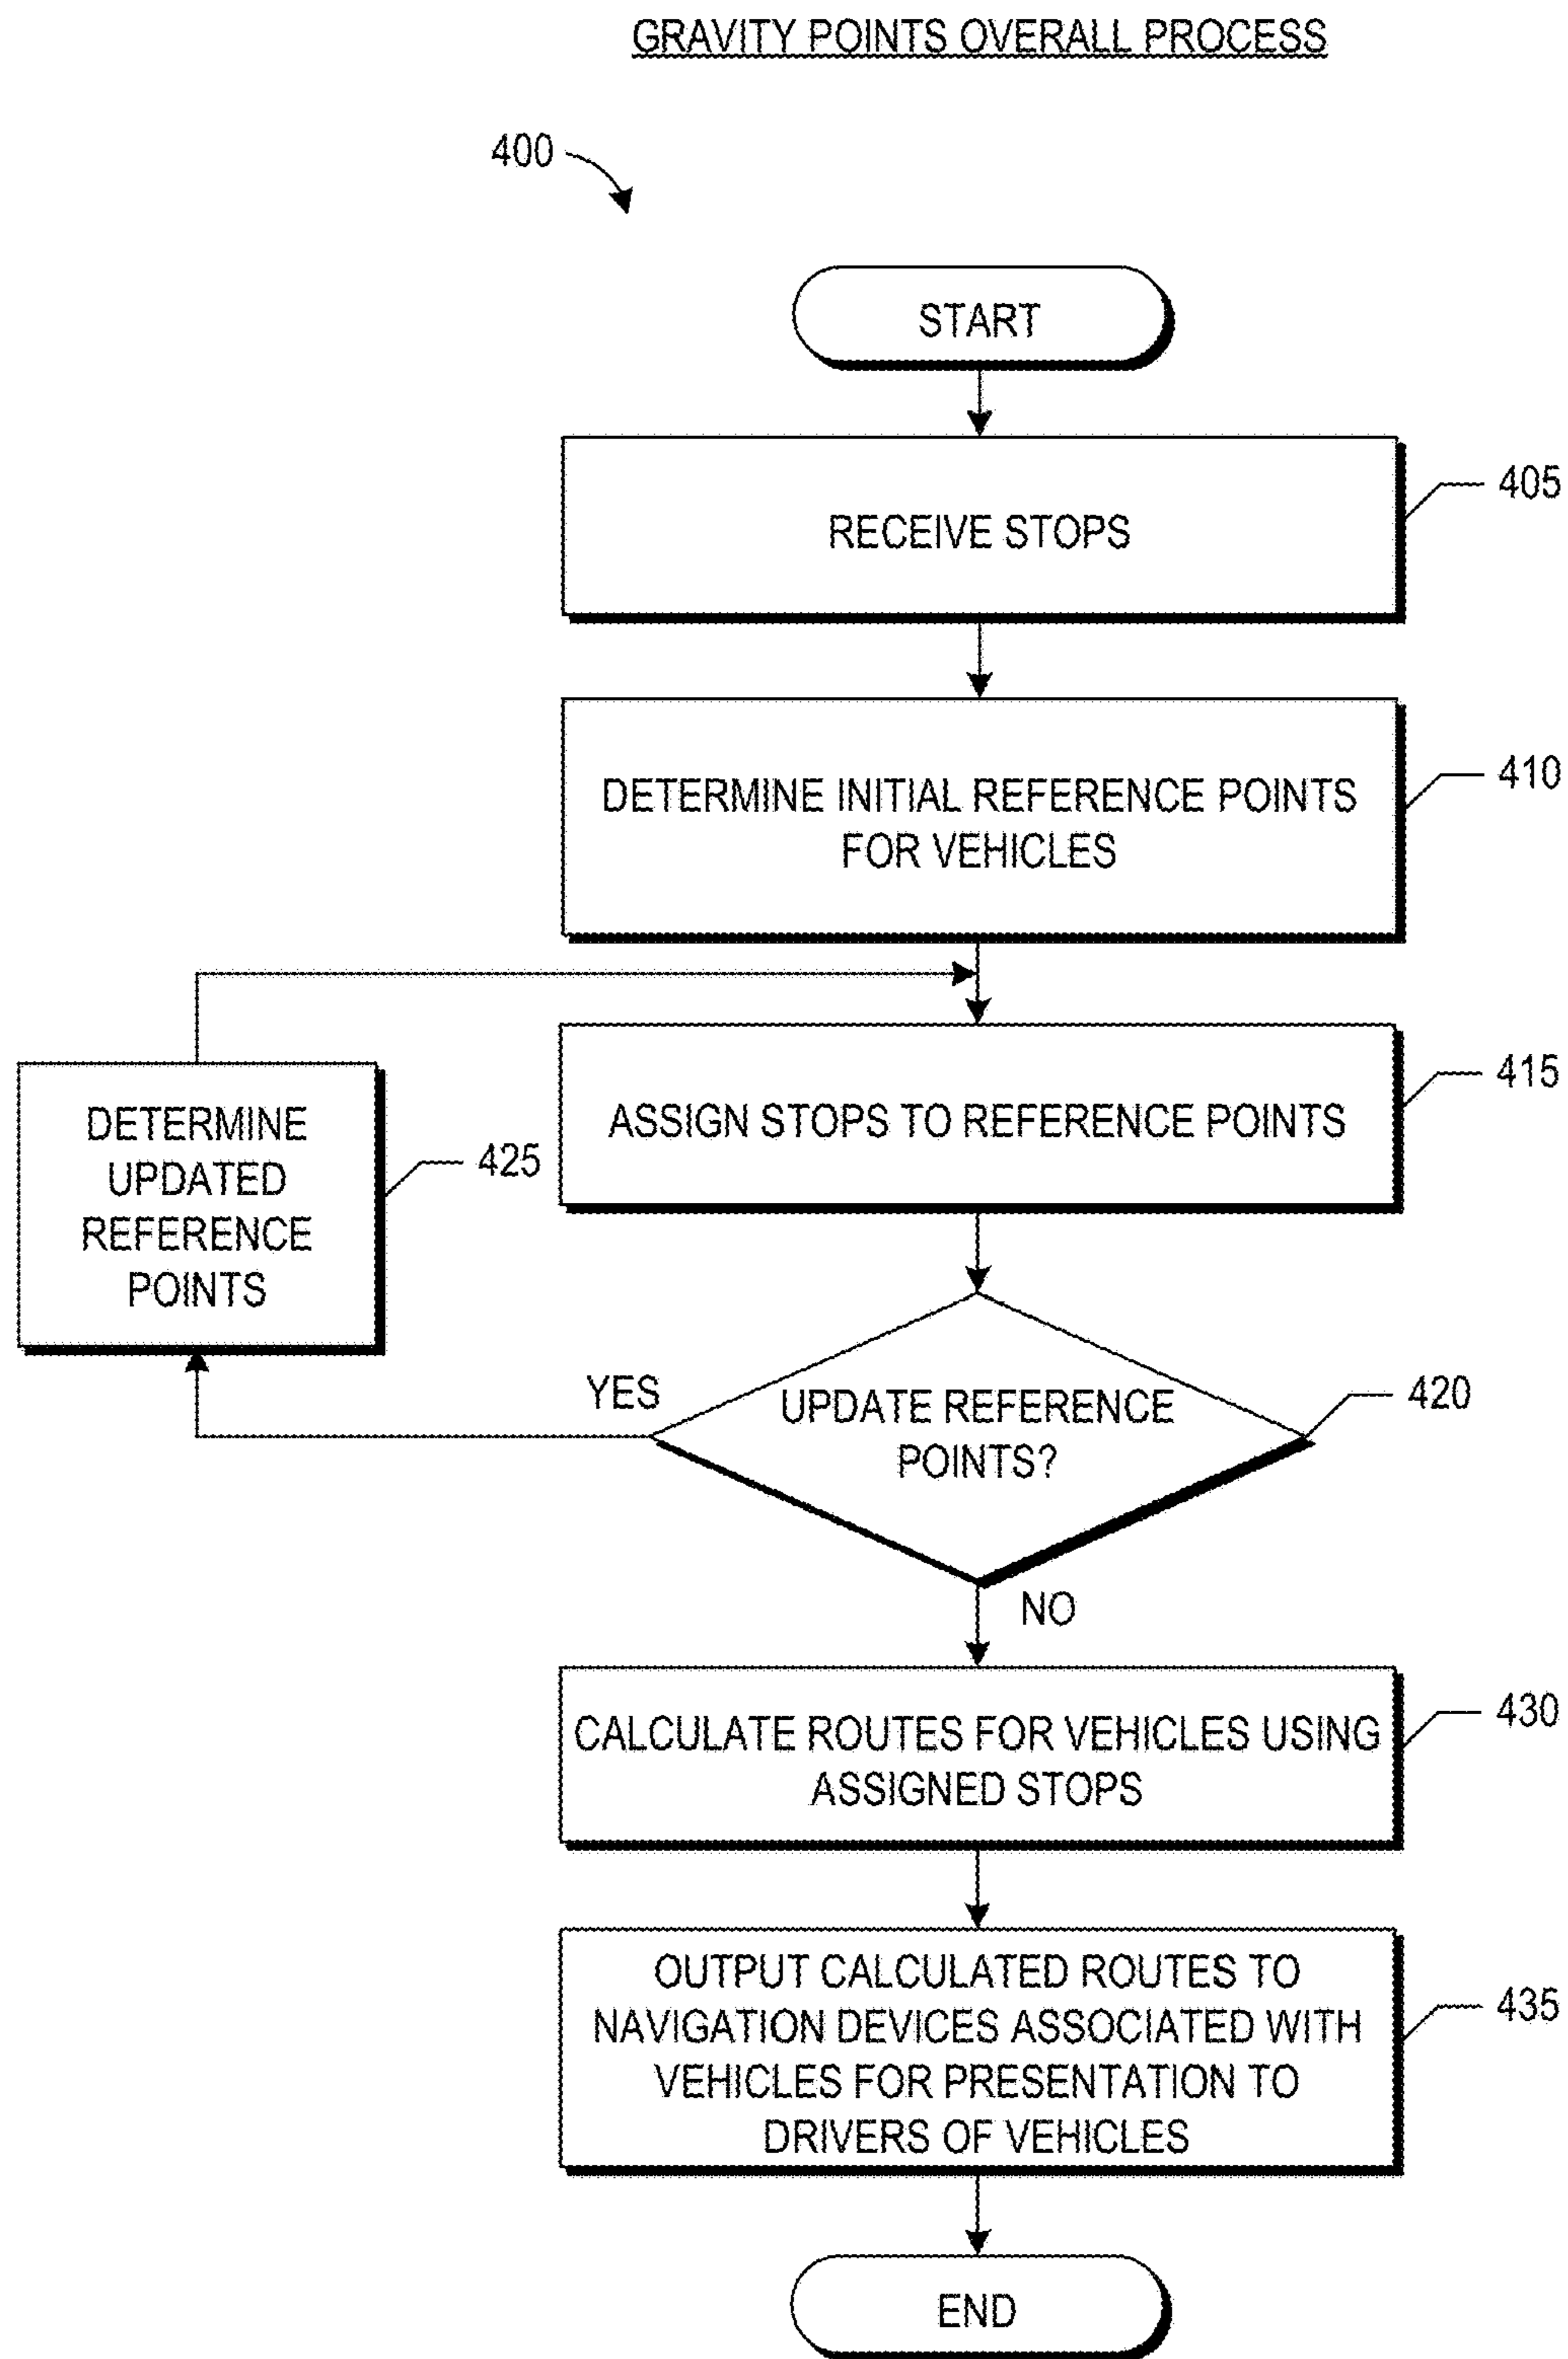 GRAVITY POINTS OVERALL PROCESS
400
START
405
RECEIVE STOPS
410
DETERMINE INITIAL REFERENCE POINTS
FOR VEHICLES
415
ASSIGN STOPS TO REFERENCE POINTS
DETERMINE
UPDATED
REFERENCE
POINTS
425
YES
UPDATE REFERENCE
POINTS?
420
NO
430
CALCULATE ROUTES FOR VEHICLES USING
ASSIGNED STOPS
OUTPUT CALCULATED ROUTES TO
NAVIGATION DEVICES ASSOCIATED WITH
VEHICLES FOR PRESENTATION TO
DRIVERS OF VEHICLES
435
END